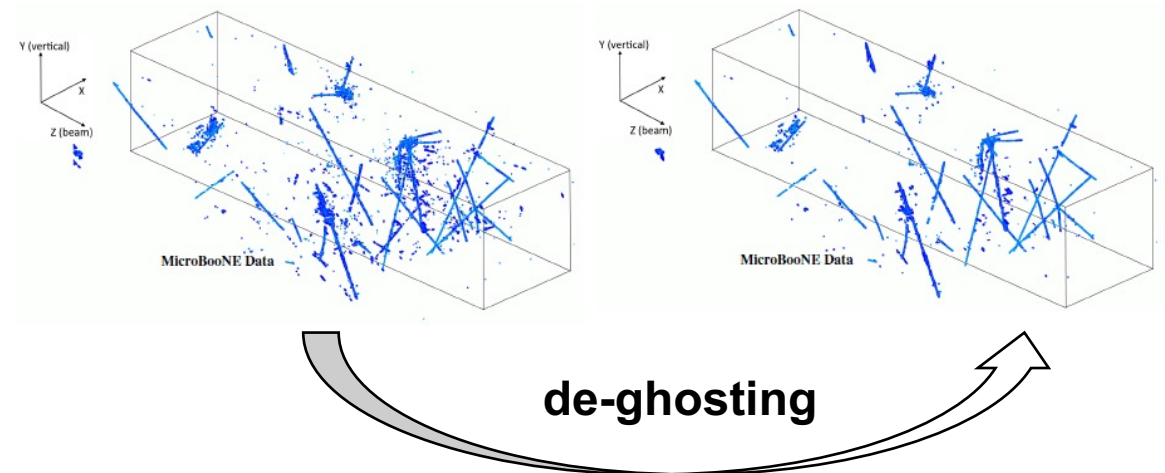 Y (vertical)
X
Z (beam)
MicroBooNE Data
Y (vertical)
X
Z (beam)
MicroBooNE Data
de-ghosting